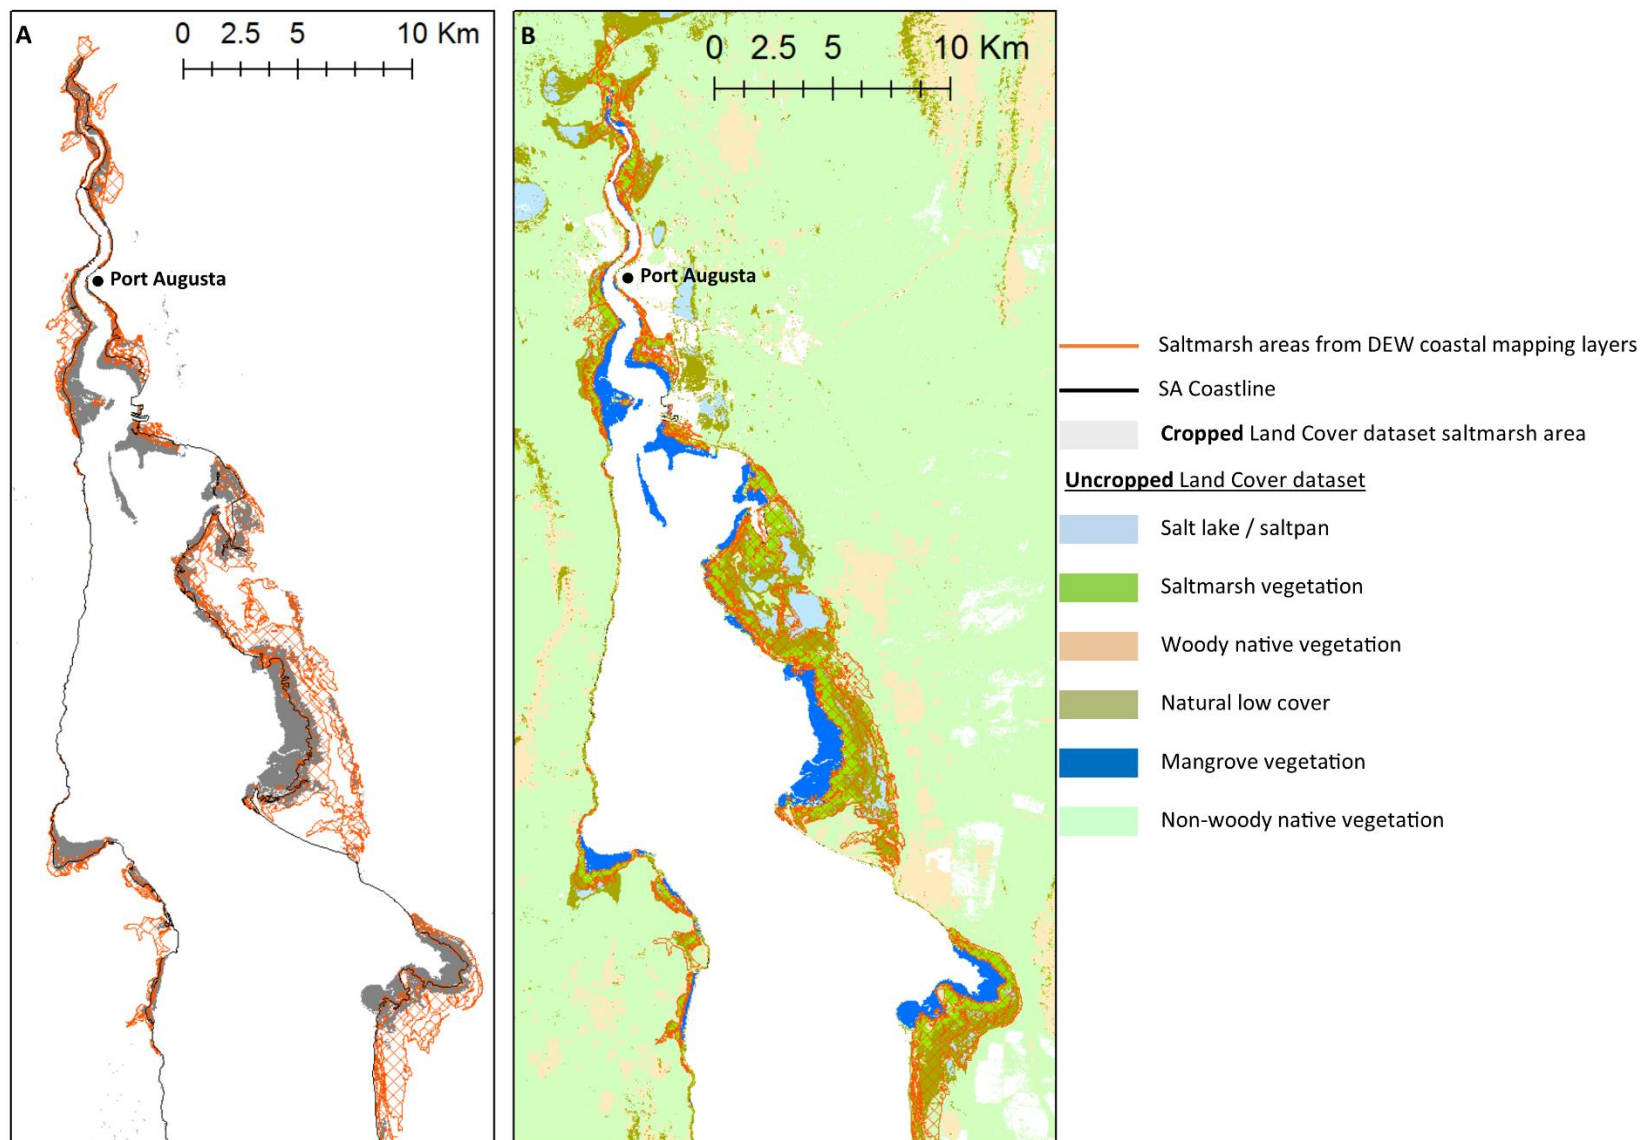 A
0 2.5 5 10 Km
Port Augusta
B
0 2.5 5 10 Km
Port Augusta
Saltmarsh areas from DEW coastal mapping layers
SA Coastline
Cropped Land Cover dataset saltmarsh area
Uncropped Land Cover dataset
Salt lake / saltpan
Saltmarsh vegetation
Woody native vegetation
Natural low cover
Mangrove vegetation
Non-woody native vegetation